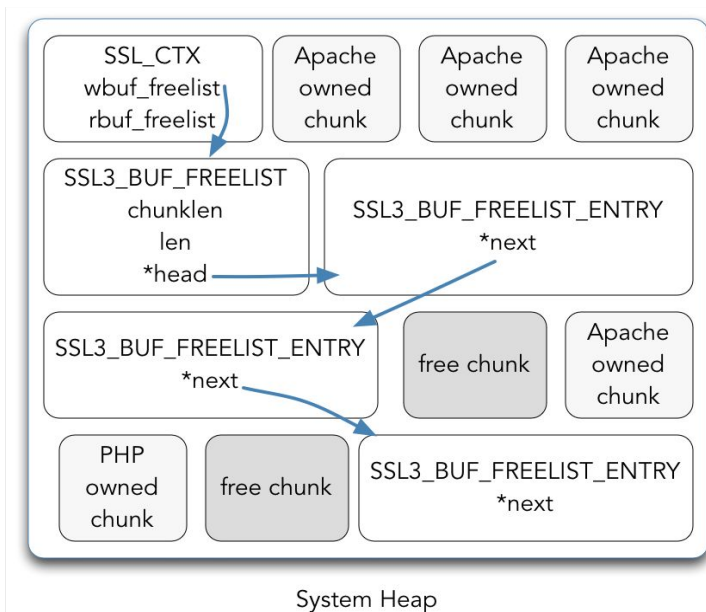 SSL_CTX
wbuf_freelist
rbuf_freelist
Apache
owned
chunk
Apache
owned
chunk
Apache
owned
chunk
SSL3_BUF_FREELIST
chunklen
len
*head
SSL3_BUF_FREELIST_ENTRY
*next
SSL3_BUF_FREELIST_ENTRY
*next
free chunk
Apache
owned
chunk
PHP
owned
chunk
free chunk
SSL3_BUF_FREELIST_ENTRY
*next
System Heap